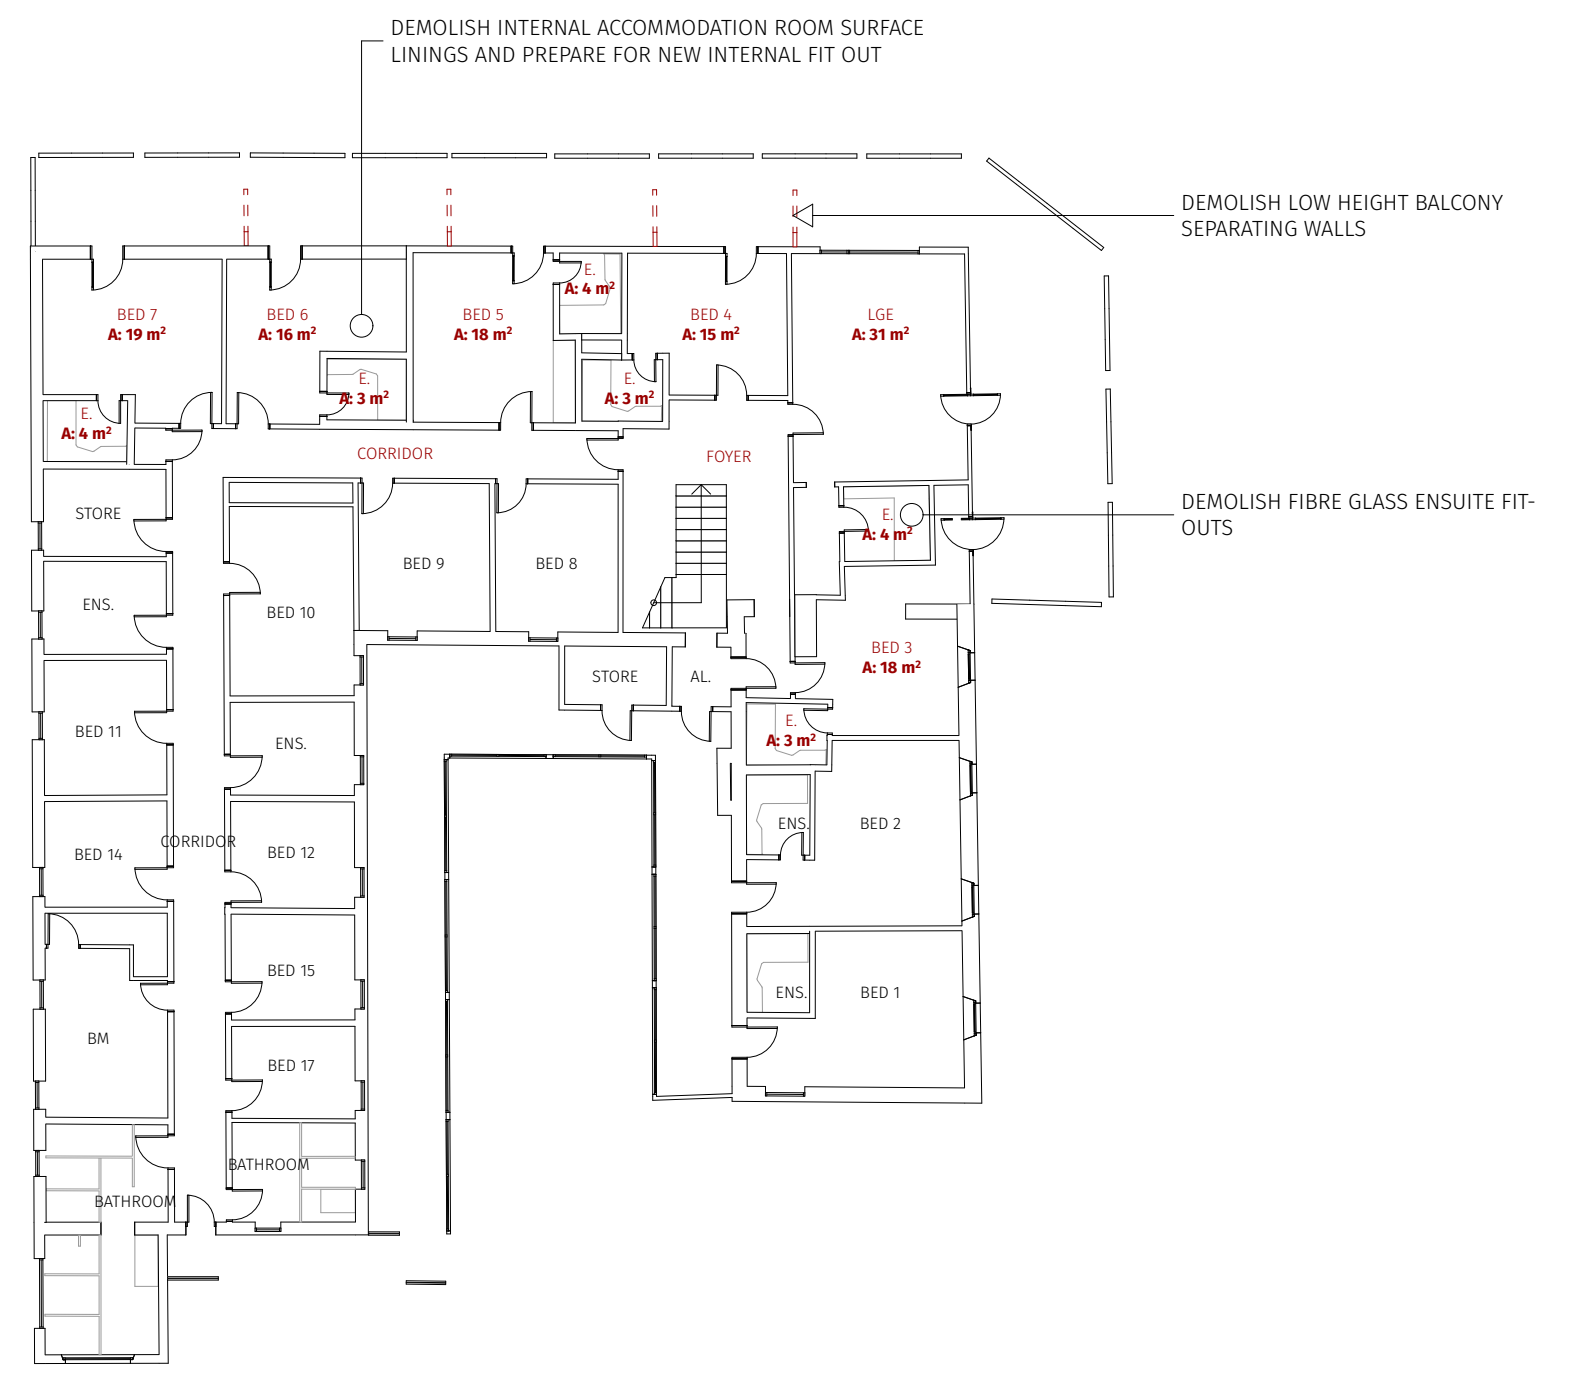 DEMOLISH INTERNAL ACCOMMODATION ROOM SURFACE
LININGS AND PREPARE FOR NEW INTERNAL FIT OUT
DEMOLISH LOW HEIGHT BALCONY
SEPARATING WALLS
BED 7
A: 19 m²
BED 6
A: 16 m²
BED 5
A: 18 m²
E.
A: 4 m²
BED 4
A: 15 m²
LGE
A: 31 m²
E.
A: 4 m²
E.
A: 3 m²
E.
A: 3 m²
CORRIDOR
FOYER
DEMOLISH FIBRE GLASS ENSUITE FIT-
OUTS
E.
A: 4 m²
STORE
BED 9
BED 8
ENS.
BED 10
BED 3
A: 18 m²
STORE
AL.
BED 11
ENS.
E.
A: 3 m²
ENS.
BED 2
CORRIDOR
BED 14
BED 12
BED 15
ENS.
BED 1
BM
BED 17
BATHROOM
BATHROOM